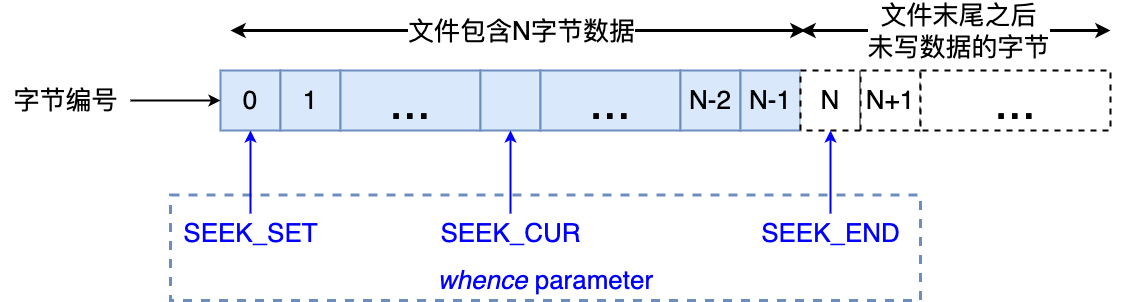 文件包含N字节数据
文件末尾之后
未写数据的字节
字节编号
0 1 ... ... N-2 N-1 N N+1 ...
SEEK_SET SEEK_CUR SEEK_END
whence parameter